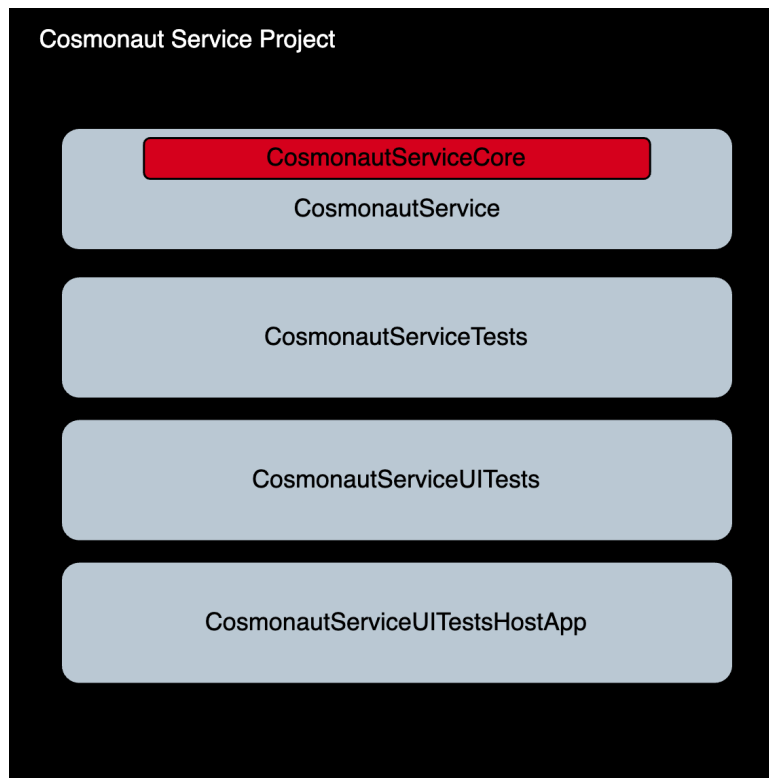 Cosmonaut Service Project
CosmonautServiceCore
CosmonautService
CosmonautServiceTests
CosmonautServiceUITests
CosmonautServiceUITestsHostApp